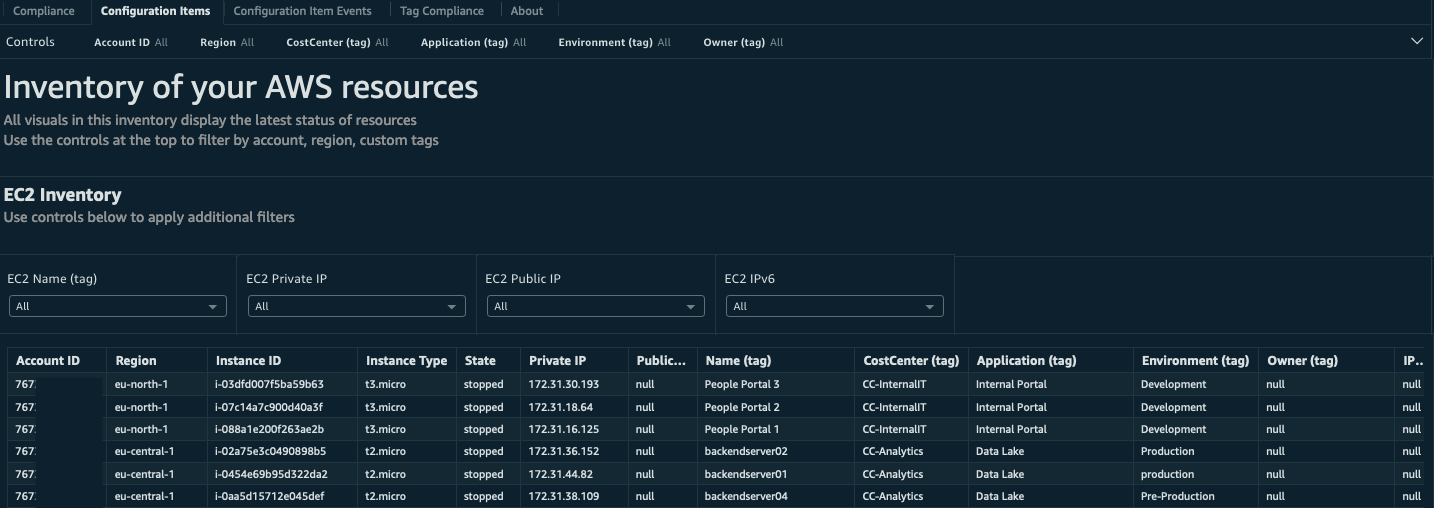 Compliance Configuration Items Configuration Item Events Tag Compliance About
Controls Account ID All Region All CostCenter (tag) All Application (tag) All Environment (tag) All Owner (tag) All
Inventory of your AWS resources
All visuals in this inventory display the latest status of resources
Use the controls at the top to filter by account, region, custom tags
EC2 Inventory
Use controls below to apply additional filters
EC2 Name (tag) EC2 Private IP EC2 Public IP EC2 IPv6
All All All All
Account ID Region Instance ID Instance Type State Private IP Public... Name (tag) CostCenter (tag) Application (tag) Environment (tag) Owner (tag) IP...
767 eu-north-1 i-03dfd007f5ba59b63 t3.micro stopped 172.31.30.193 null People Portal 3 CC-InternalIT Internal Portal Development null null
767 eu-north-1 i-07c14a7c900d40a3f t3.micro stopped 172.31.18.64 null People Portal 2 CC-InternalIT Internal Portal Development null null
767 eu-north-1 i-088a1e200f263ae2b t3.micro stopped 172.31.16.125 null People Portal 1 CC-InternalIT Internal Portal Development null null
767 eu-central-1 i-02a75e3c0490898b5 t2.micro stopped 172.31.36.152 null backendserver02 CC-Analytics Data Lake Production null null
767 eu-central-1 i-0454e69b95d322da2 t2.micro stopped 172.31.44.82 null backendserver01 CC-Analytics Data Lake production null null
767 eu-central-1 i-0aa5d15712e045def t2.micro stopped 172.31.38.109 null backendserver04 CC-Analytics Data Lake Pre-Production null null